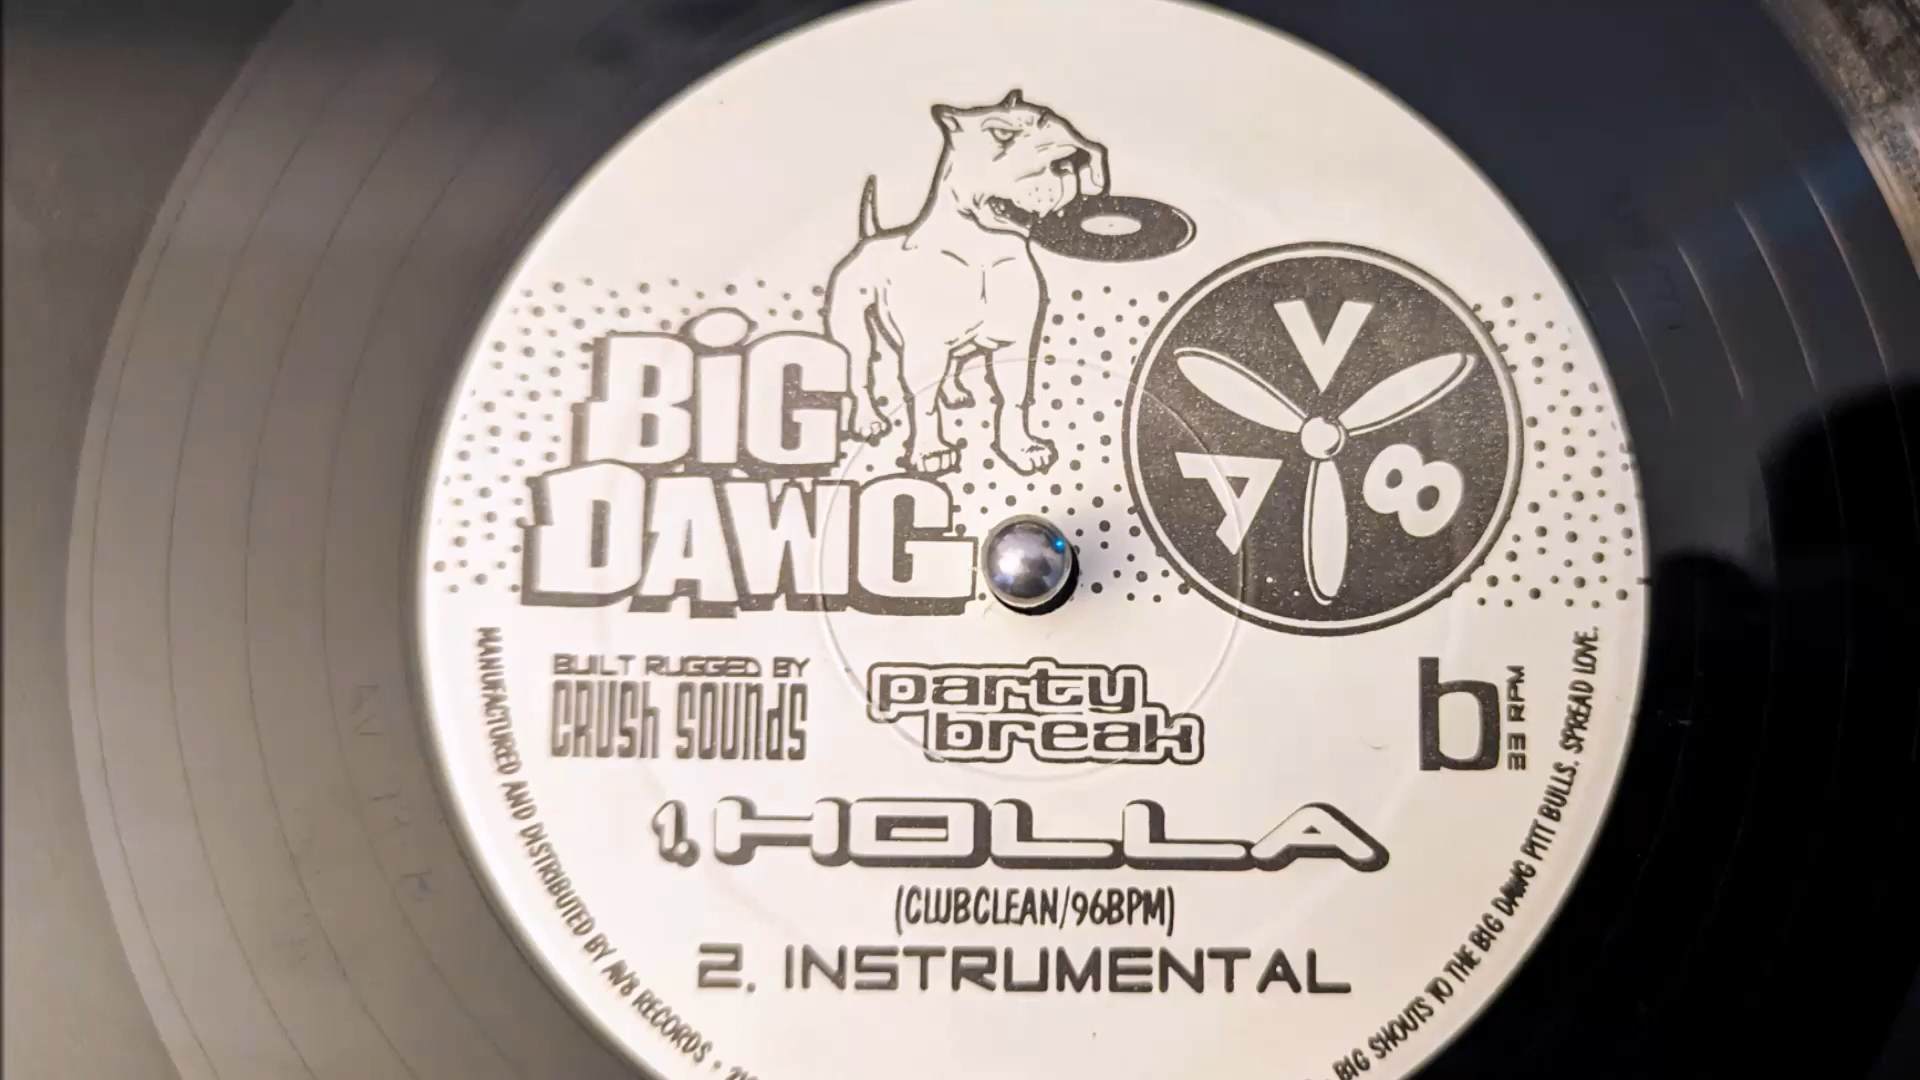 BiG
DAWG
A V 8
BUILT RUGGED BY
CRUSH SOUNDS
party
break
b
33 RPM
1. HOLLA
(CLUBCLEAN/96BPM)
2. INSTRUMENTAL
MANUFACTURED AND DISTRIBUTED BY AV8 RECORDS •
BIG SHOUTS TO THE BIG DAWG PITT BULLS. SPREAD LOVE.